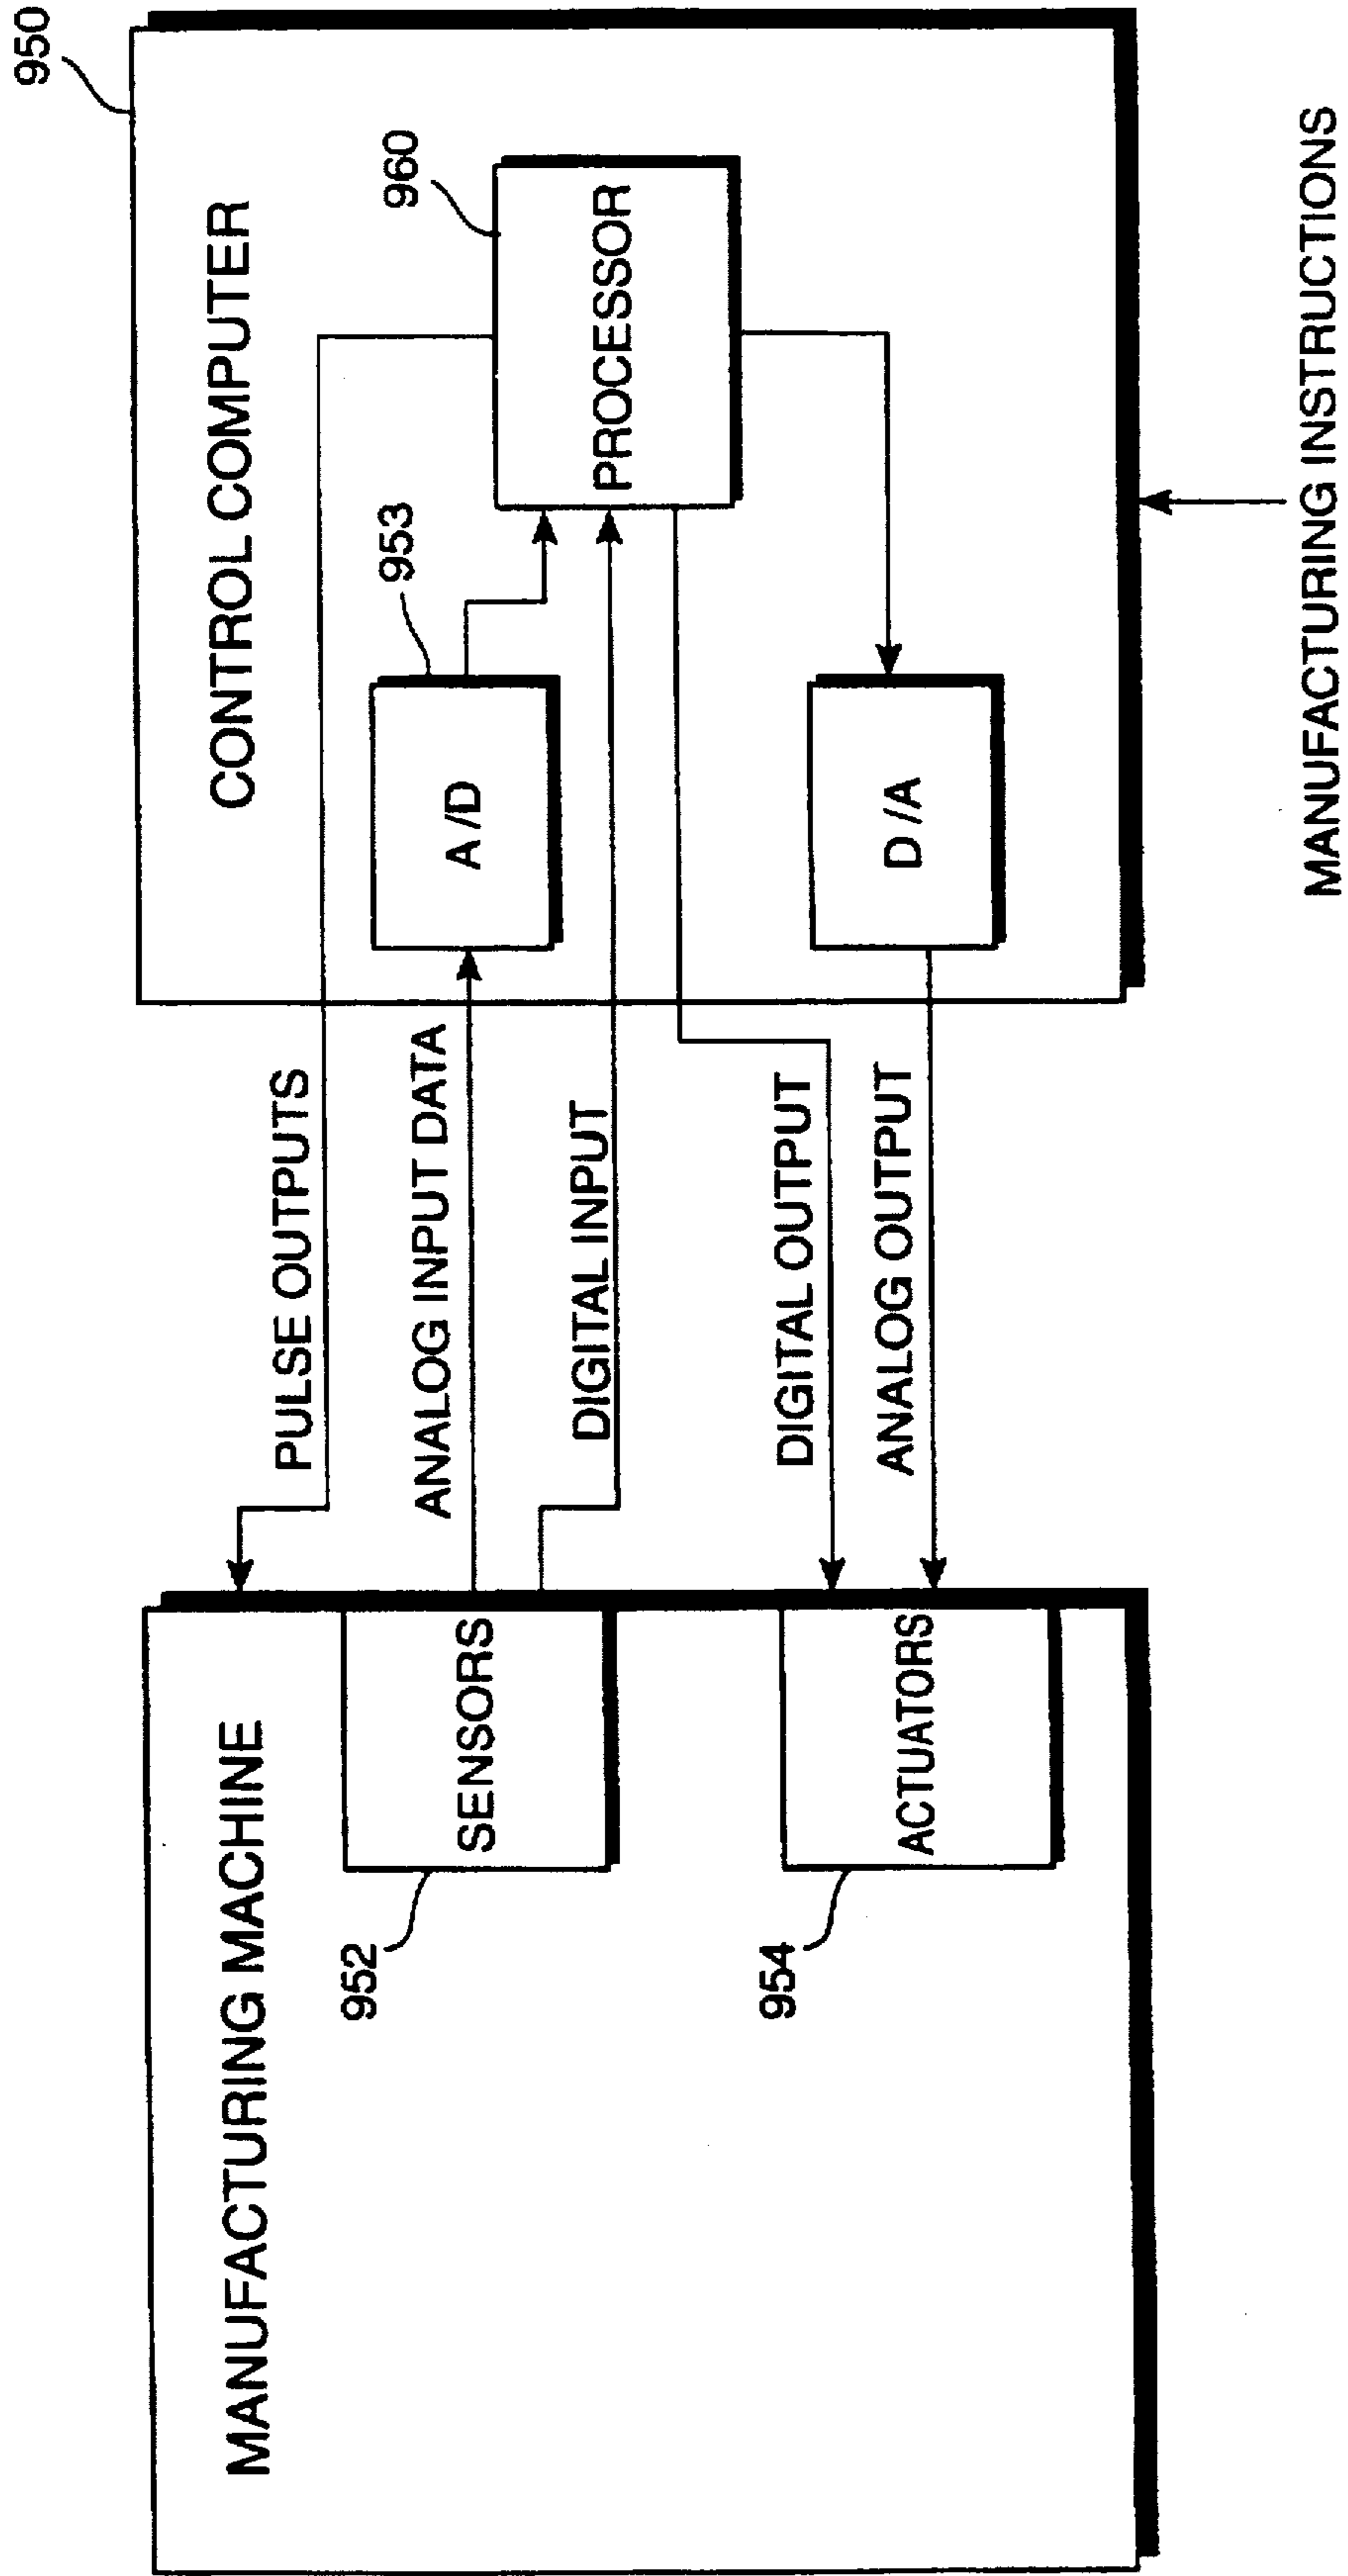 950
CONTROL COMPUTER
960
PROCESSOR
953
A/D
D/A
MANUFACTURING INSTRUCTIONS
PULSE OUTPUTS
ANALOG INPUT DATA
DIGITAL INPUT
DIGITAL OUTPUT
ANALOG OUTPUT
MANUFACTURING MACHINE
SENSORS
952
ACTUATORS
954